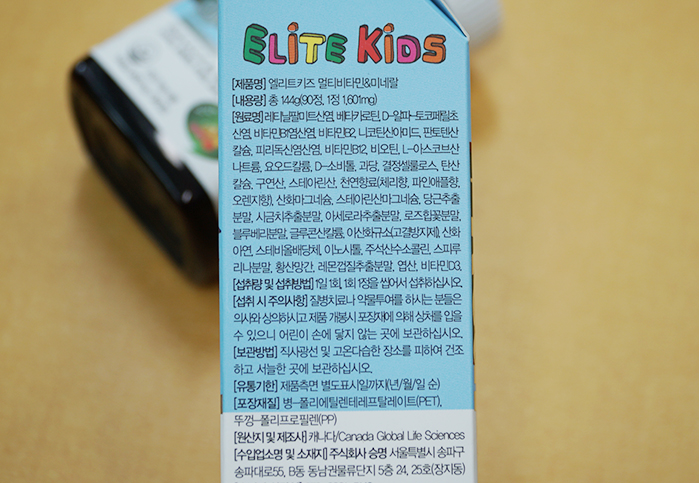 ELiTE KiDS
[제품명] 엘리트키즈 멀티비타민&미네랄
[내용량] 총 144g(90정, 1정 1,601mg)
[원료명] 레티닐팔미트산염, 베타카로틴, D-알파-토코페릴초
산염, 비타민B1염산염, 비타민B2, 니코틴산아미드, 판토텐산
칼슘, 피리독신염산염, 비타민B12, 비오틴, L-아스코브산
나트륨, 요오드칼륨, D-소비톨, 과당, 결정셀룰로스, 탄산
칼슘, 구연산, 스테아린산, 천연향료(체리향, 파인애플향,
오렌지향), 산화마그네슘, 스테아린산마그네슘, 당근추출
분말, 시금치추출분말, 아세로라추출분말, 로즈힙꽃분말,
블루베리분말, 글루콘산칼륨, 이산화규소(고결방지제), 산화
아연, 스테비올배당체, 이노시톨, 주석산수소콜린, 스피루
리나분말, 황산망간, 레몬껍질추출분말, 엽산, 비타민D3,
[섭취량 및 섭취방법] 1일 1회, 1회 1정을 씹어서 섭취하십시오.
[섭취 시 주의사항] 질병치료나 약물투여를 하시는 분들은
의사와 상의하시고 제품 개봉시 포장재에 의해 상처를 입을
수 있으니 어린이 손에 닿지 않는 곳에 보관하십시오.
[보관방법] 직사광선 및 고온다습한 장소를 피하여 건조
하고 서늘한 곳에 보관하십시오.
[유통기한] 제품측면 별도표시일까지(년/월/일 순)
[포장재질] 병-폴리에틸렌테레프탈레이트(PET),
뚜껑-폴리프로필렌(PP)
[원산지 및 제조사] 캐나다/Canada Global Life Sciences
[수입업소명 및 소재지] 주식회사 승명 서울특별시 송파구
송파대로55, B동 동남권물류단지 5층 24, 25호(장지동)